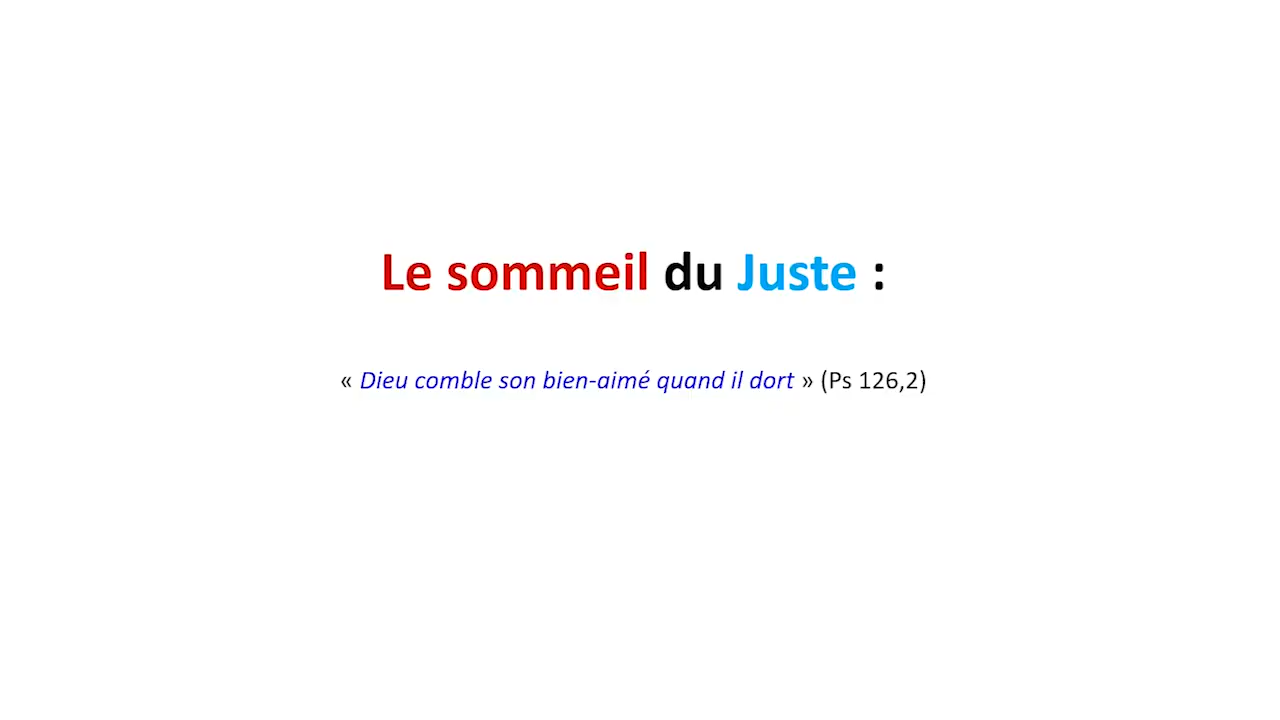 Le sommeil du Juste :
« Dieu comble son bien-aimé quand il dort » (Ps 126,2)